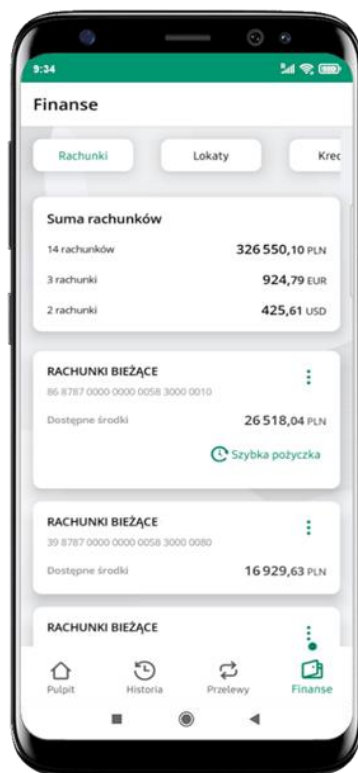 9:34
Finanse
Rachunki Lokaty Kred
Suma rachunków
14 rachunków 326 550,10 PLN
3 rachunki 924,79 EUR
2 rachunki 425,61 USD
RACHUNKI BIEŻĄCE
86 8787 0000 0000 0058 3000 0010
Dostępne środki 26 518,04 PLN
Szybka pożyczka
RACHUNKI BIEŻĄCE
39 8787 0000 0000 0058 3000 0080
Dostępne środki 16 929,63 PLN
RACHUNKI BIEŻĄCE
Pulpit Historia Przelewy Finanse